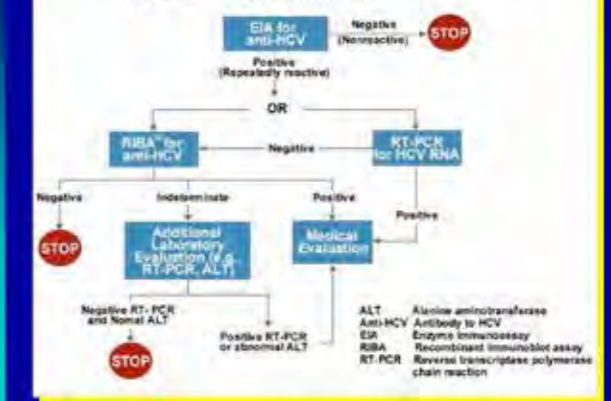 EIA for
anti-HCV
Negative
(Nonreactive)
STOP
Positive
(Repeatedly reactive)
OR
RIBA™ for
anti-HCV
Negative
RT-PCR
for HCV RNA
Negative
Indeterminate
Positive
Positive
STOP
Additional
Laboratory
Evaluation (e.g.
RT-PCR, ALT)
Medical
Evaluation
Negative RT- PCR
and Nomal ALT
Positive RT-PCR
or abnormal ALT
STOP
ALT Alanine aminotransferase
Anti-HCV Antibody to HCV
EIA Enzyme immunoassay
RIBA Recombinant immunoblot assay
RT-PCR Reverse transcriptase polymerase
chain reaction